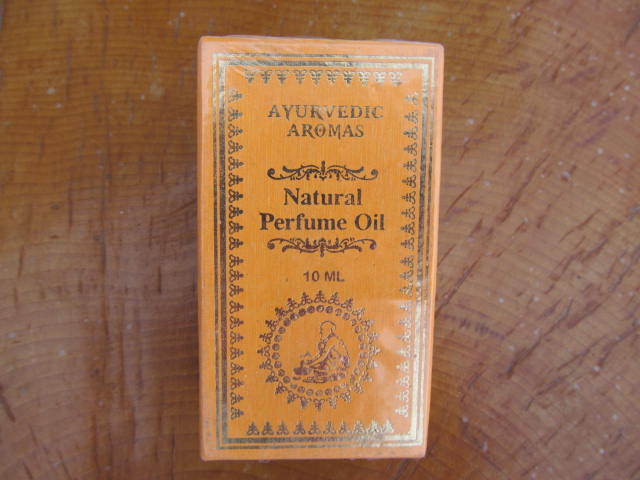 AYURVEDIC
AROMAS
Natural
Perfume Oil
10 ML